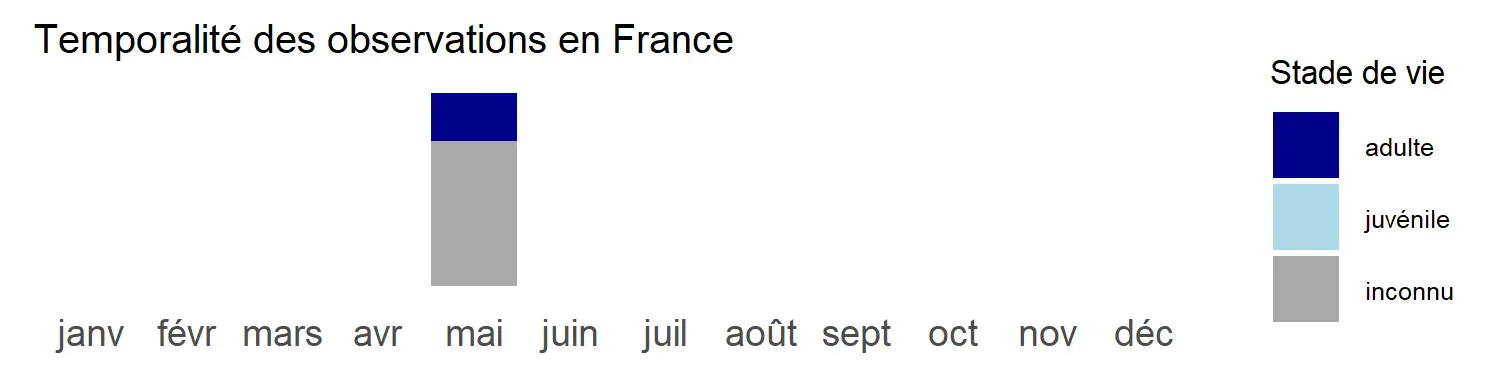 Temporalité des observations en France
Stade de vie
adulte
juvénile
inconnu
janv févr mars avr mai juin juil août sept oct nov déc